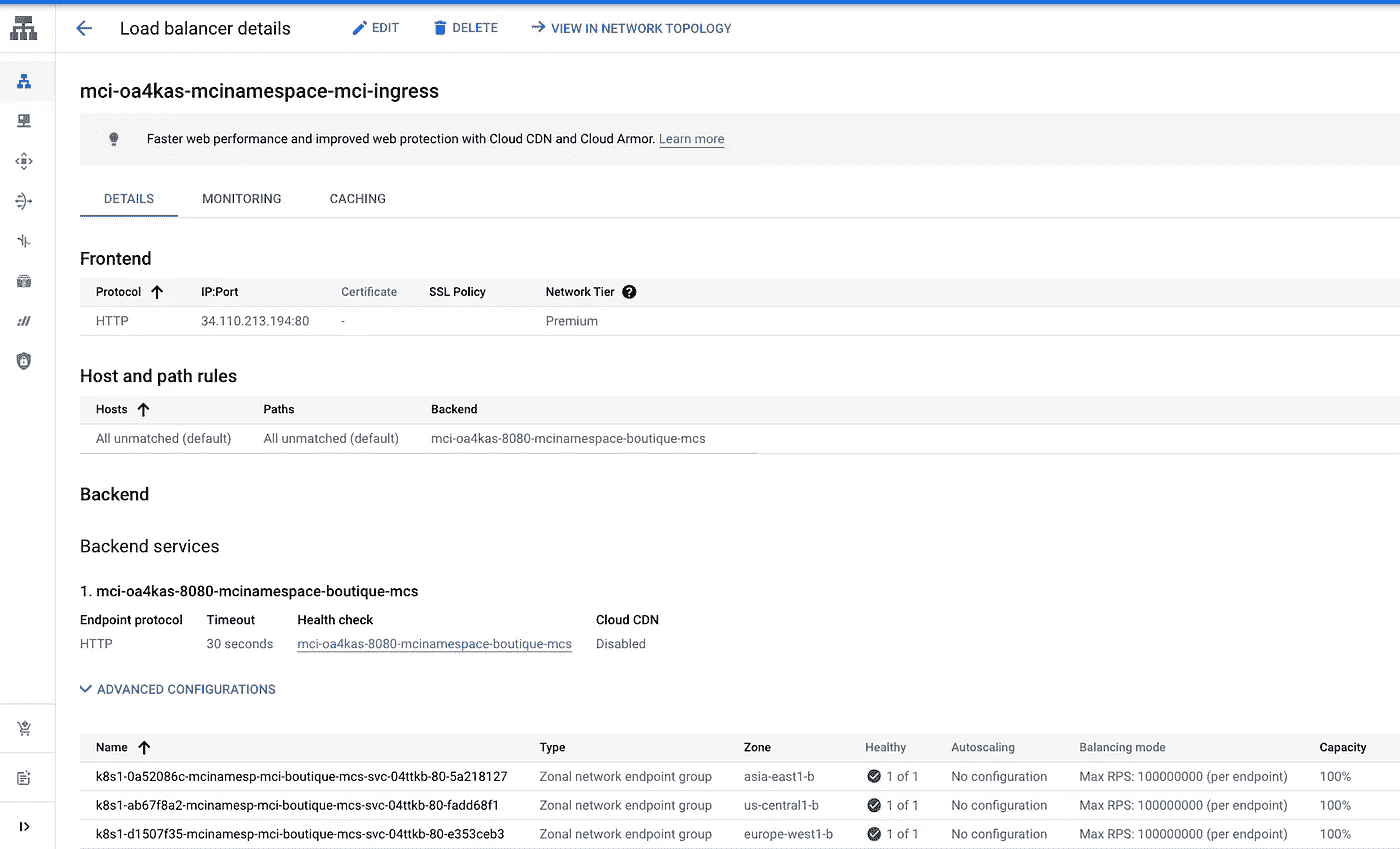 Load balancer details EDIT DELETE VIEW IN NETWORK TOPOLOGY
mci-oa4kas-mcinamespace-mci-ingress
Faster web performance and improved web protection with Cloud CDN and Cloud Armor. Learn more
DETAILS MONITORING CACHING
Frontend
Protocol IP:Port Certificate SSL Policy Network Tier ?
HTTP 34.110.213.194:80 - Premium
Host and path rules
Hosts Paths Backend
All unmatched (default) All unmatched (default) mci-oa4kas-8080-mcinamespace-boutique-mcs
Backend
Backend services
1. mci-oa4kas-8080-mcinamespace-boutique-mcs
Endpoint protocol Timeout Health check Cloud CDN
HTTP 30 seconds mci-oa4kas-8080-mcinamespace-boutique-mcs Disabled
ADVANCED CONFIGURATIONS
Name Type Zone Healthy Autoscaling Balancing mode Capacity
k8s1-0a52086c-mcinamesp-mci-boutique-mcs-svc-04ttkb-80-5a218127 Zonal network endpoint group asia-east1-b 1 of 1 No configuration Max RPS: 100000000 (per endpoint) 100%
k8s1-ab67f8a2-mcinamesp-mci-boutique-mcs-svc-04ttkb-80-fadd68f1 Zonal network endpoint group us-central1-b 1 of 1 No configuration Max RPS: 100000000 (per endpoint) 100%
k8s1-d1507f35-mcinamesp-mci-boutique-mcs-svc-04ttkb-80-e353ceb3 Zonal network endpoint group europe-west1-b 1 of 1 No configuration Max RPS: 100000000 (per endpoint) 100%